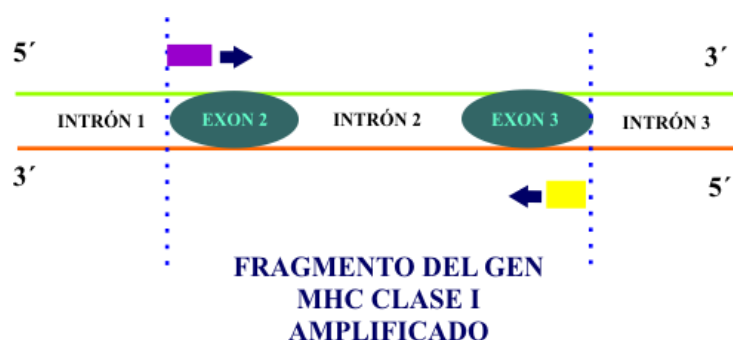 5´ 3´
INTRÓN 1 EXON 2 INTRÓN 2 EXON 3 INTRÓN 3
3´ 5´
FRAGMENTO DEL GEN
MHC CLASE I
AMPLIFICADO